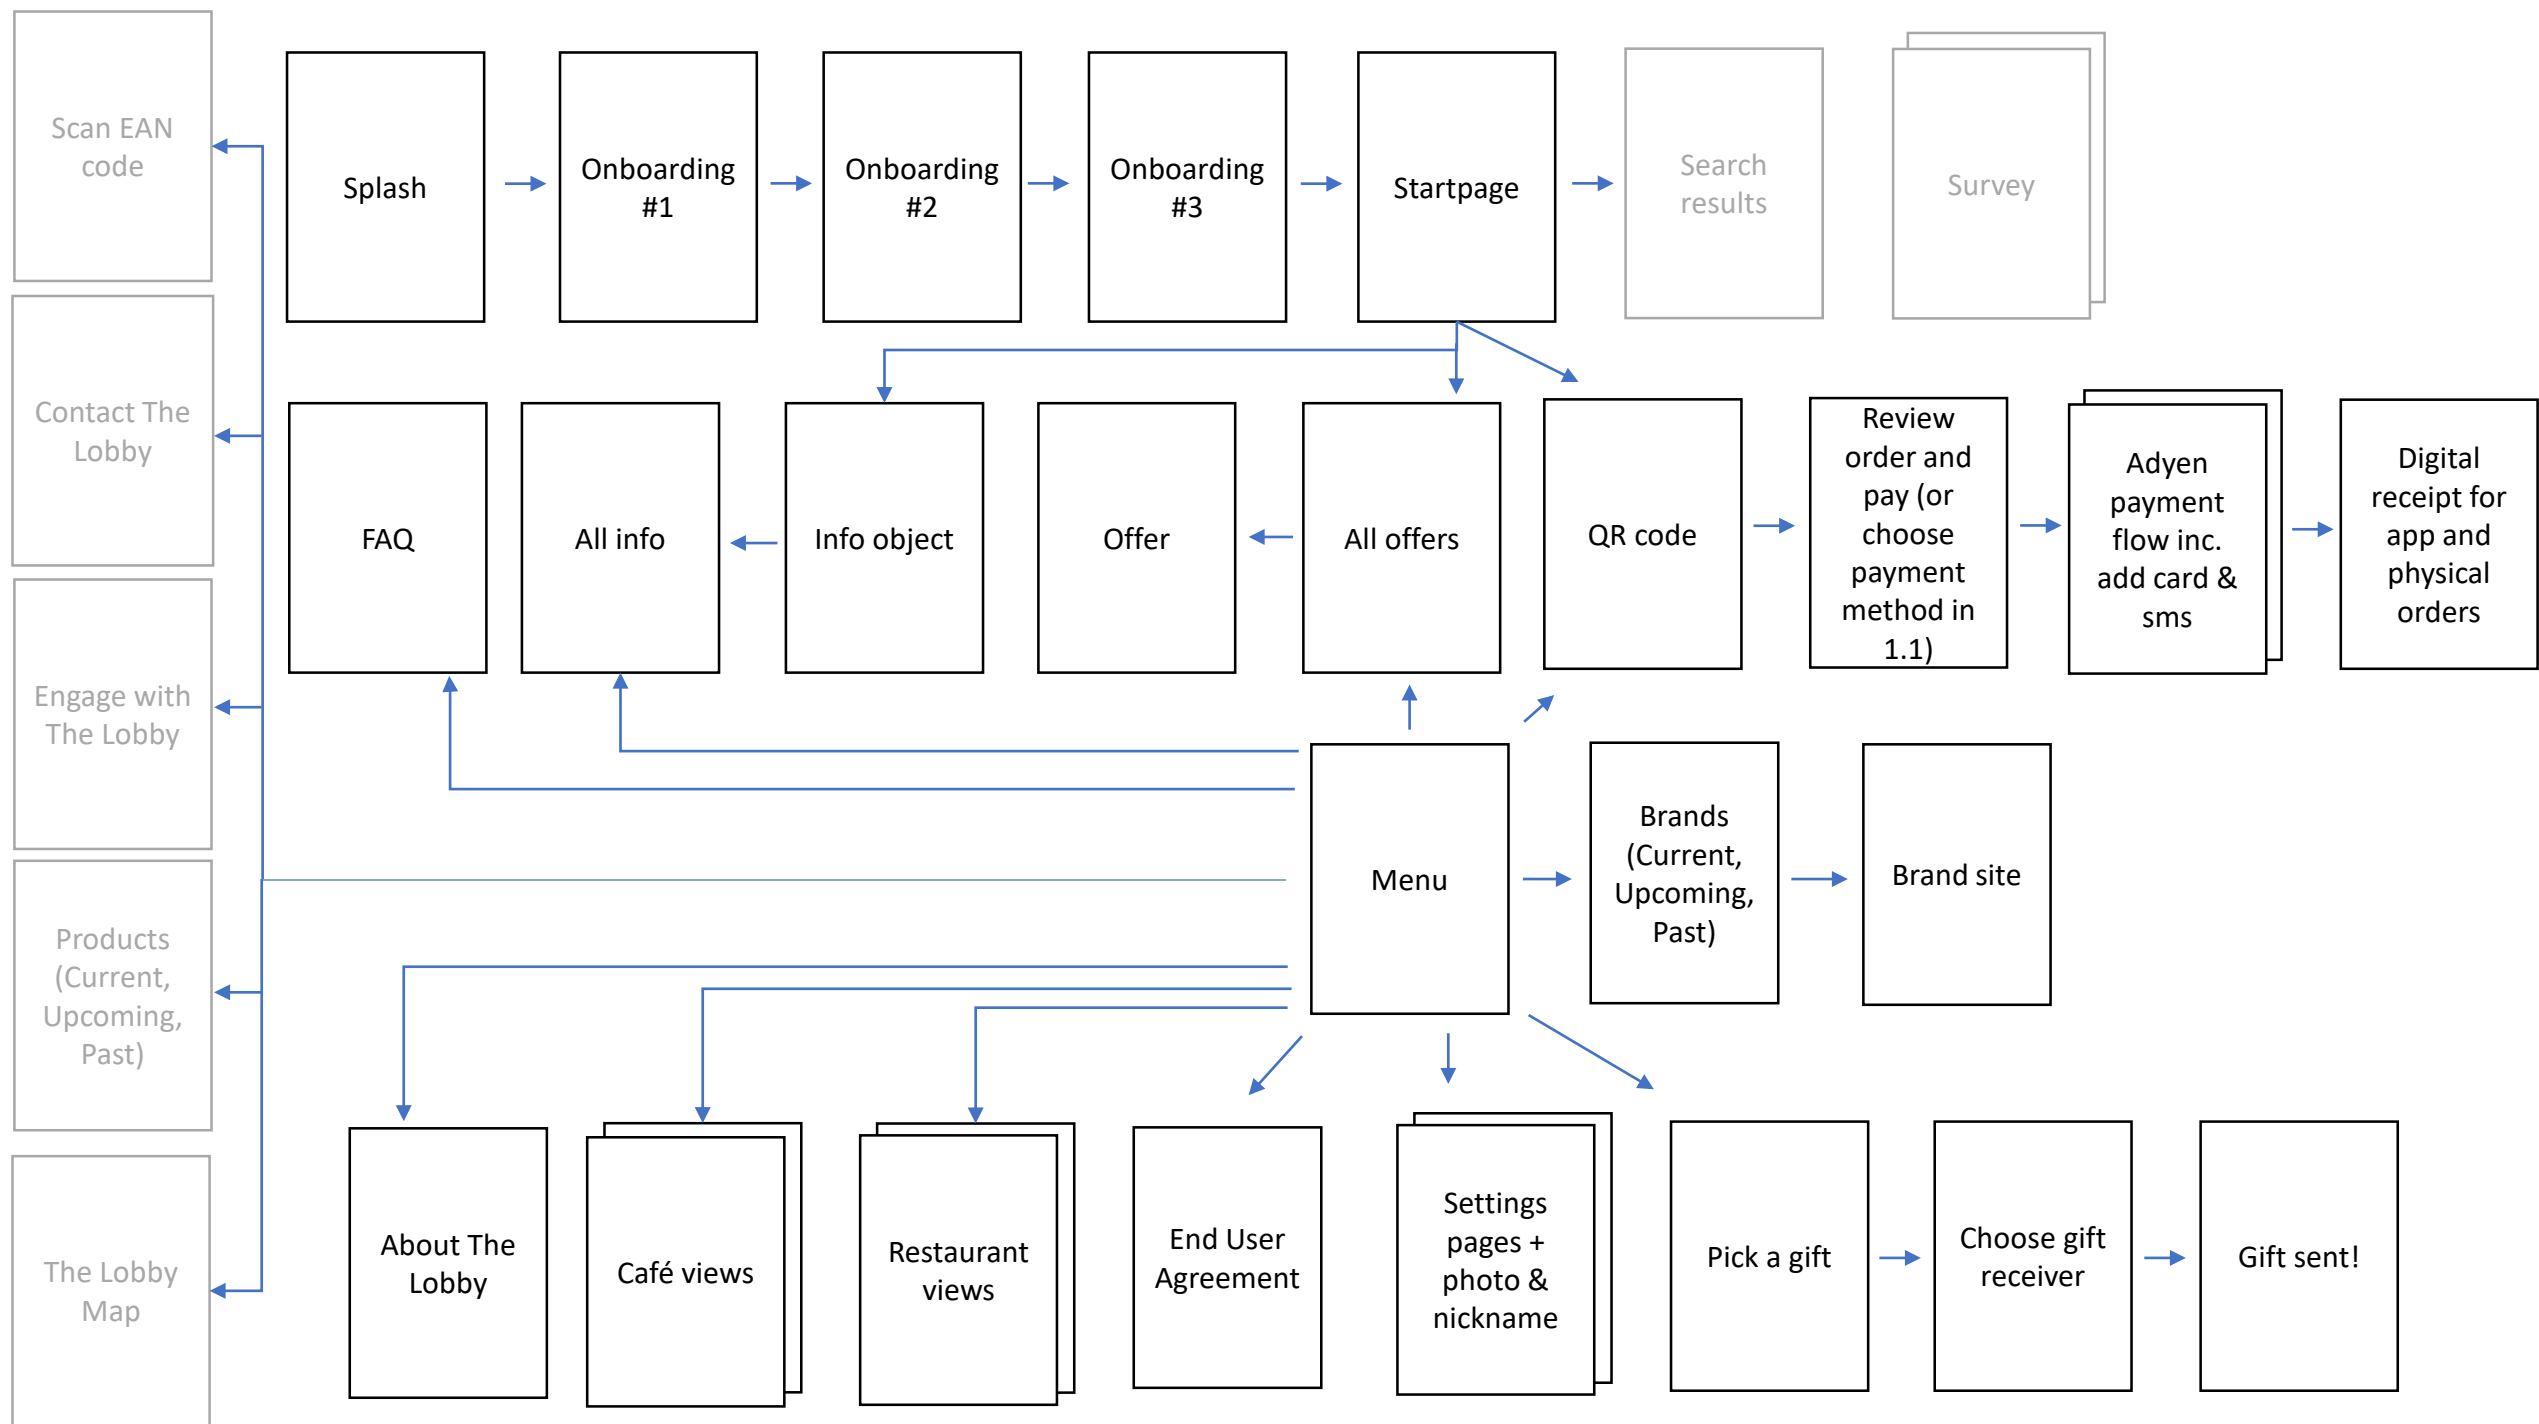 Scan EAN
code
Splash
Onboarding
#1
Onboarding
#2
Onboarding
#3
Startpage
Search
results
Survey
Contact The
Lobby
FAQ
All info
Info object
Offer
All offers
QR code
Review
order and
pay (or
choose
payment
method in
1.1)
Adyen
payment
flow inc.
add card &
sms
Digital
receipt for
app and
physical
orders
Engage with
The Lobby
Menu
Brands
(Current,
Upcoming,
Past)
Brand site
Products
(Current,
Upcoming,
Past)
The Lobby
Map
About The
Lobby
Café views
Restaurant
views
End User
Agreement
Settings
pages +
photo &
nickname
Pick a gift
Choose gift
receiver
Gift sent!